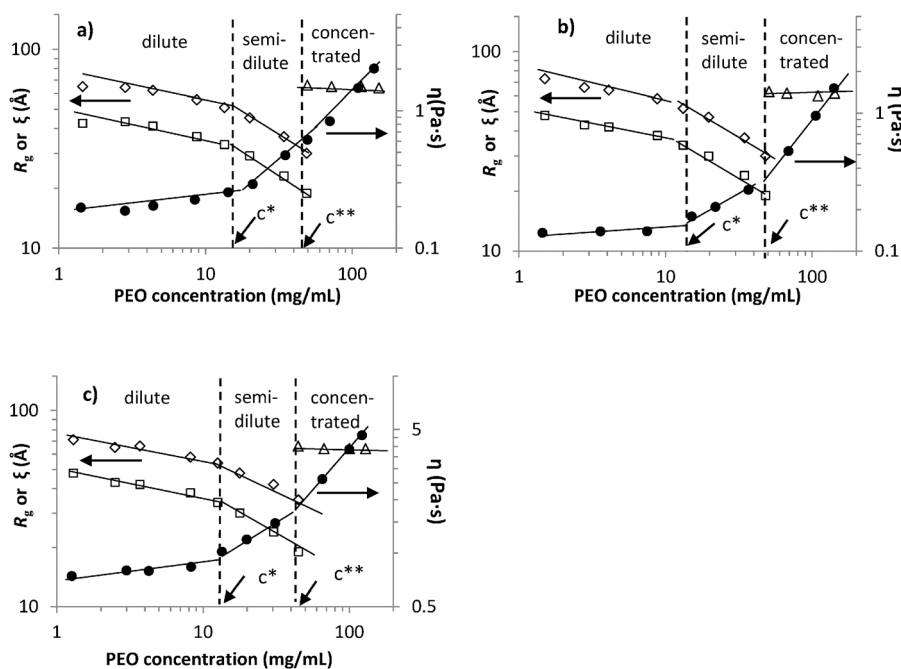 a)
dilute
semi-
dilute
concen-
trated
100
10
Rg or ξ (Å)
1
0.1
η(Pa·s)
c*
c**
1 10 100
PEO concentration (mg/mL)
b)
dilute
semi-
dilute
concen-
trated
100
10
Rg or ξ (Å)
1
0.1
η (Pa·s)
c*
c**
1 10 100
PEO concentration (mg/mL)
c)
dilute
semi-
dilute
concen-
trated
100
10
Rg or ξ (Å)
5
0.5
η (Pa·s)
c*
c**
1 10 100
PEO concentration (mg/mL)